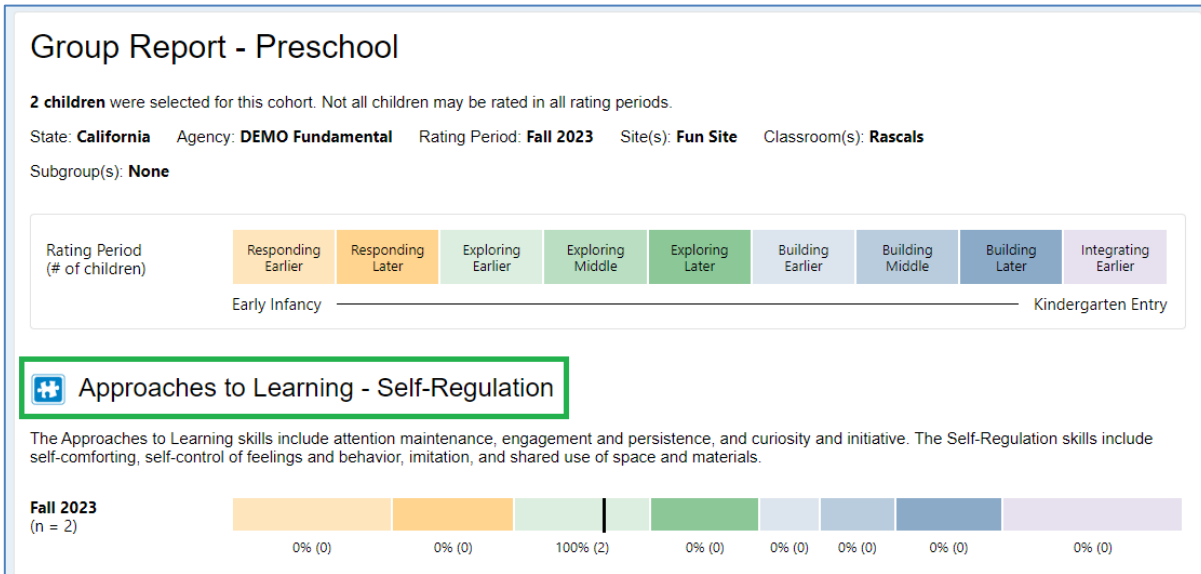 Group Report - Preschool
2 children were selected for this cohort. Not all children may be rated in all rating periods.
State: California Agency: DEMO Fundamental Rating Period: Fall 2023 Site(s): Fun Site Classroom(s): Rascals
Subgroup(s): None
Rating Period
(# of children)
Responding Earlier
Responding Later
Exploring Earlier
Exploring Middle
Exploring Later
Building Earlier
Building Middle
Building Later
Integrating Earlier
Early Infancy Kindergarten Entry
Approaches to Learning - Self-Regulation
The Approaches to Learning skills include attention maintenance, engagement and persistence, and curiosity and initiative. The Self-Regulation skills include
self-comforting, self-control of feelings and behavior, imitation, and shared use of space and materials.
Fall 2023
(n = 2)
0% (0) 0% (0) 100% (2) 0% (0) 0% (0) 0% (0) 0% (0) 0% (0)